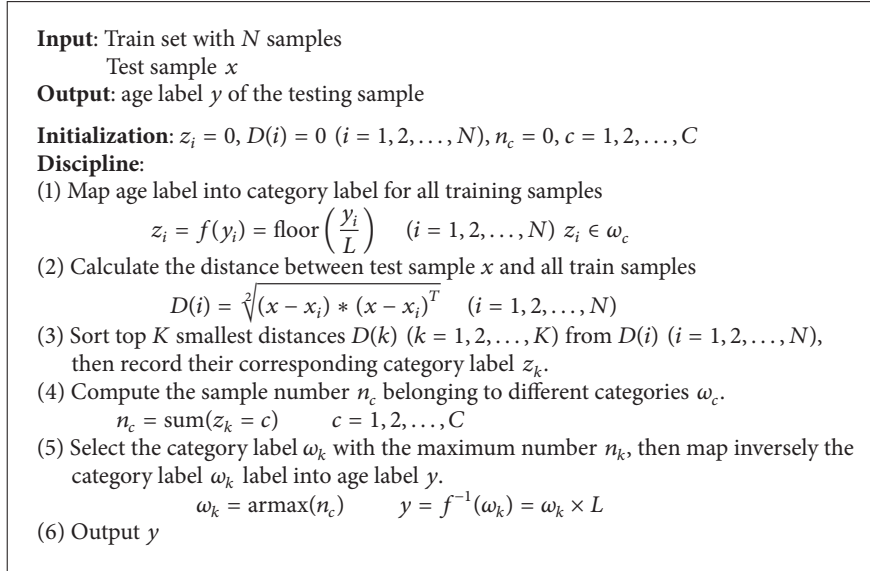 Input: Train set with N samples
Test sample x
Output: age label y of the testing sample
Initialization: z_i = 0, D(i) = 0 (i = 1, 2, . . . , N), n_c = 0, c = 1, 2, . . . , C
Discipline:
(1) Map age label into category label for all training samples
z_i = f(y_i) = floor(y_i/L) (i = 1, 2, . . . , N) z_i ∈ ω_c
(2) Calculate the distance between test sample x and all train samples
D(i) = \sqrt[2]{(x − x_i) ∗ (x − x_i)^T} (i = 1, 2, . . . , N)
(3) Sort top K smallest distances D(k) (k = 1, 2, . . . , K) from D(i) (i = 1, 2, . . . , N),
then record their corresponding category label z_k.
(4) Compute the sample number n_c belonging to different categories ω_c.
n_c = sum(z_k = c) c = 1, 2, . . . , C
(5) Select the category label ω_k with the maximum number n_k, then map inversely the
category label ω_k label into age label y.
ω_k = armax(n_c) y = f^{−1}(ω_k) = ω_k × L
(6) Output y